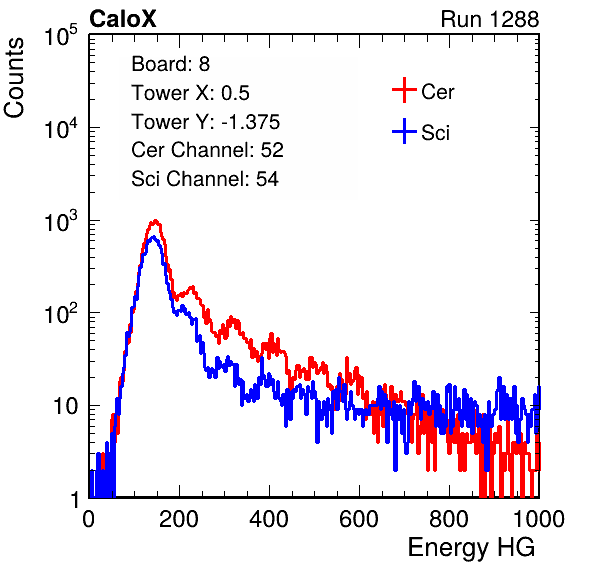 CaloX Run 1288
Counts
10^5
10^4
10^3
10^2
10
1
Board: 8
Tower X: 0.5
Tower Y: -1.375
Cer Channel: 52
Sci Channel: 54
Cer
Sci
0 200 400 600 800 1000
Energy HG